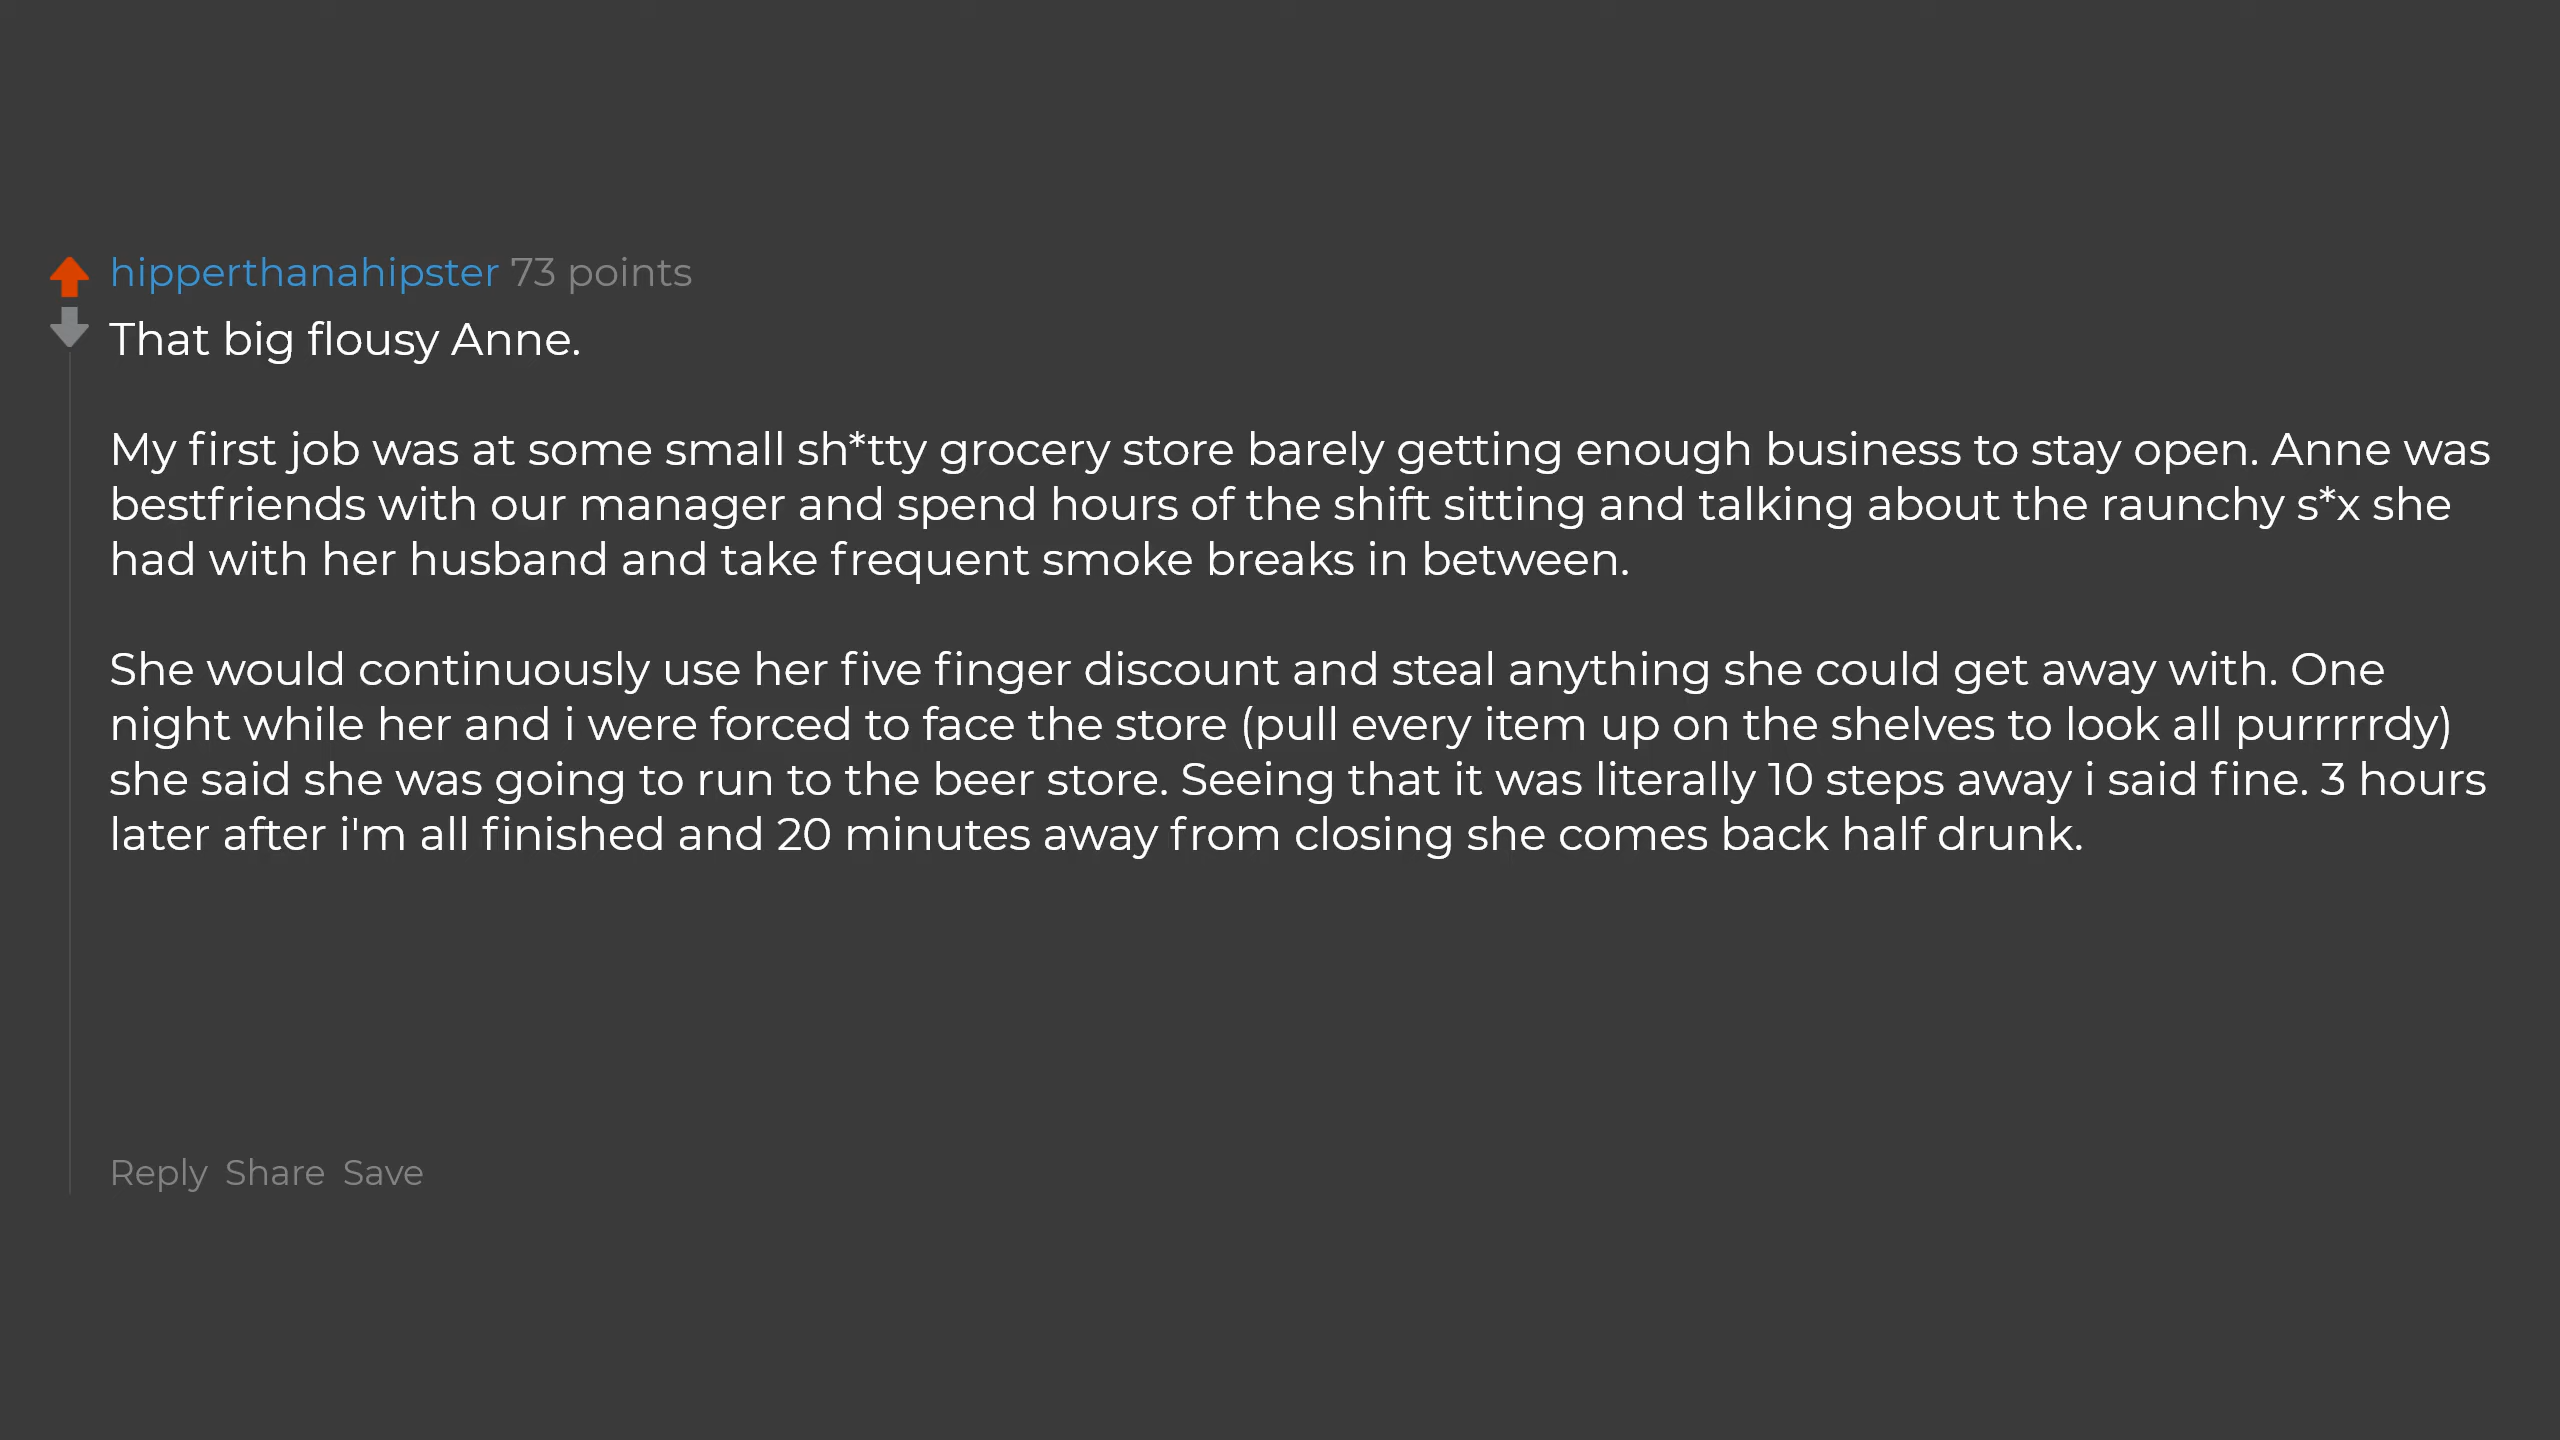 hipperthanahipster 73 points
That big flousy Anne.
My first job was at some small sh*tty grocery store barely getting enough business to stay open. Anne was
bestfriends with our manager and spend hours of the shift sitting and talking about the raunchy s*x she
had with her husband and take frequent smoke breaks in between.
She would continuously use her five finger discount and steal anything she could get away with. One
night while her and i were forced to face the store (pull every item up on the shelves to look all purrrrrdy)
she said she was going to run to the beer store. Seeing that it was literally 10 steps away i said fine. 3 hours
later after i'm all finished and 20 minutes away from closing she comes back half drunk.
Reply Share Save